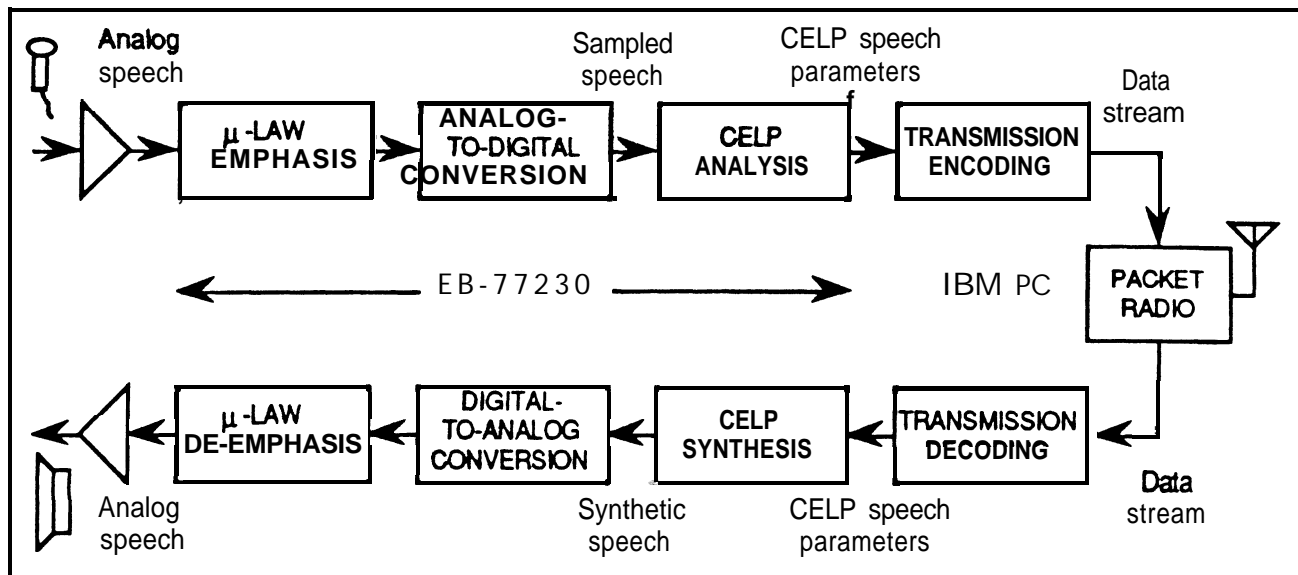 Analog
speech
Sampled
speech
CELP speech
parameters
Data
stream
μ-LAW
EMPHASIS
ANALOG-
TO-DIGITAL
CONVERSION
CELP
ANALYSIS
TRANSMISSION
ENCODING
EB-77230
IBM PC
PACKET
RADIO
μ-LAW
DE-EMPHASIS
DIGITAL-
TO-ANALOG
CONVERSION
CELP
SYNTHESIS
TRANSMISSION
DECODING
Analog
speech
Synthetic
speech
CELP speech
parameters
Data
stream